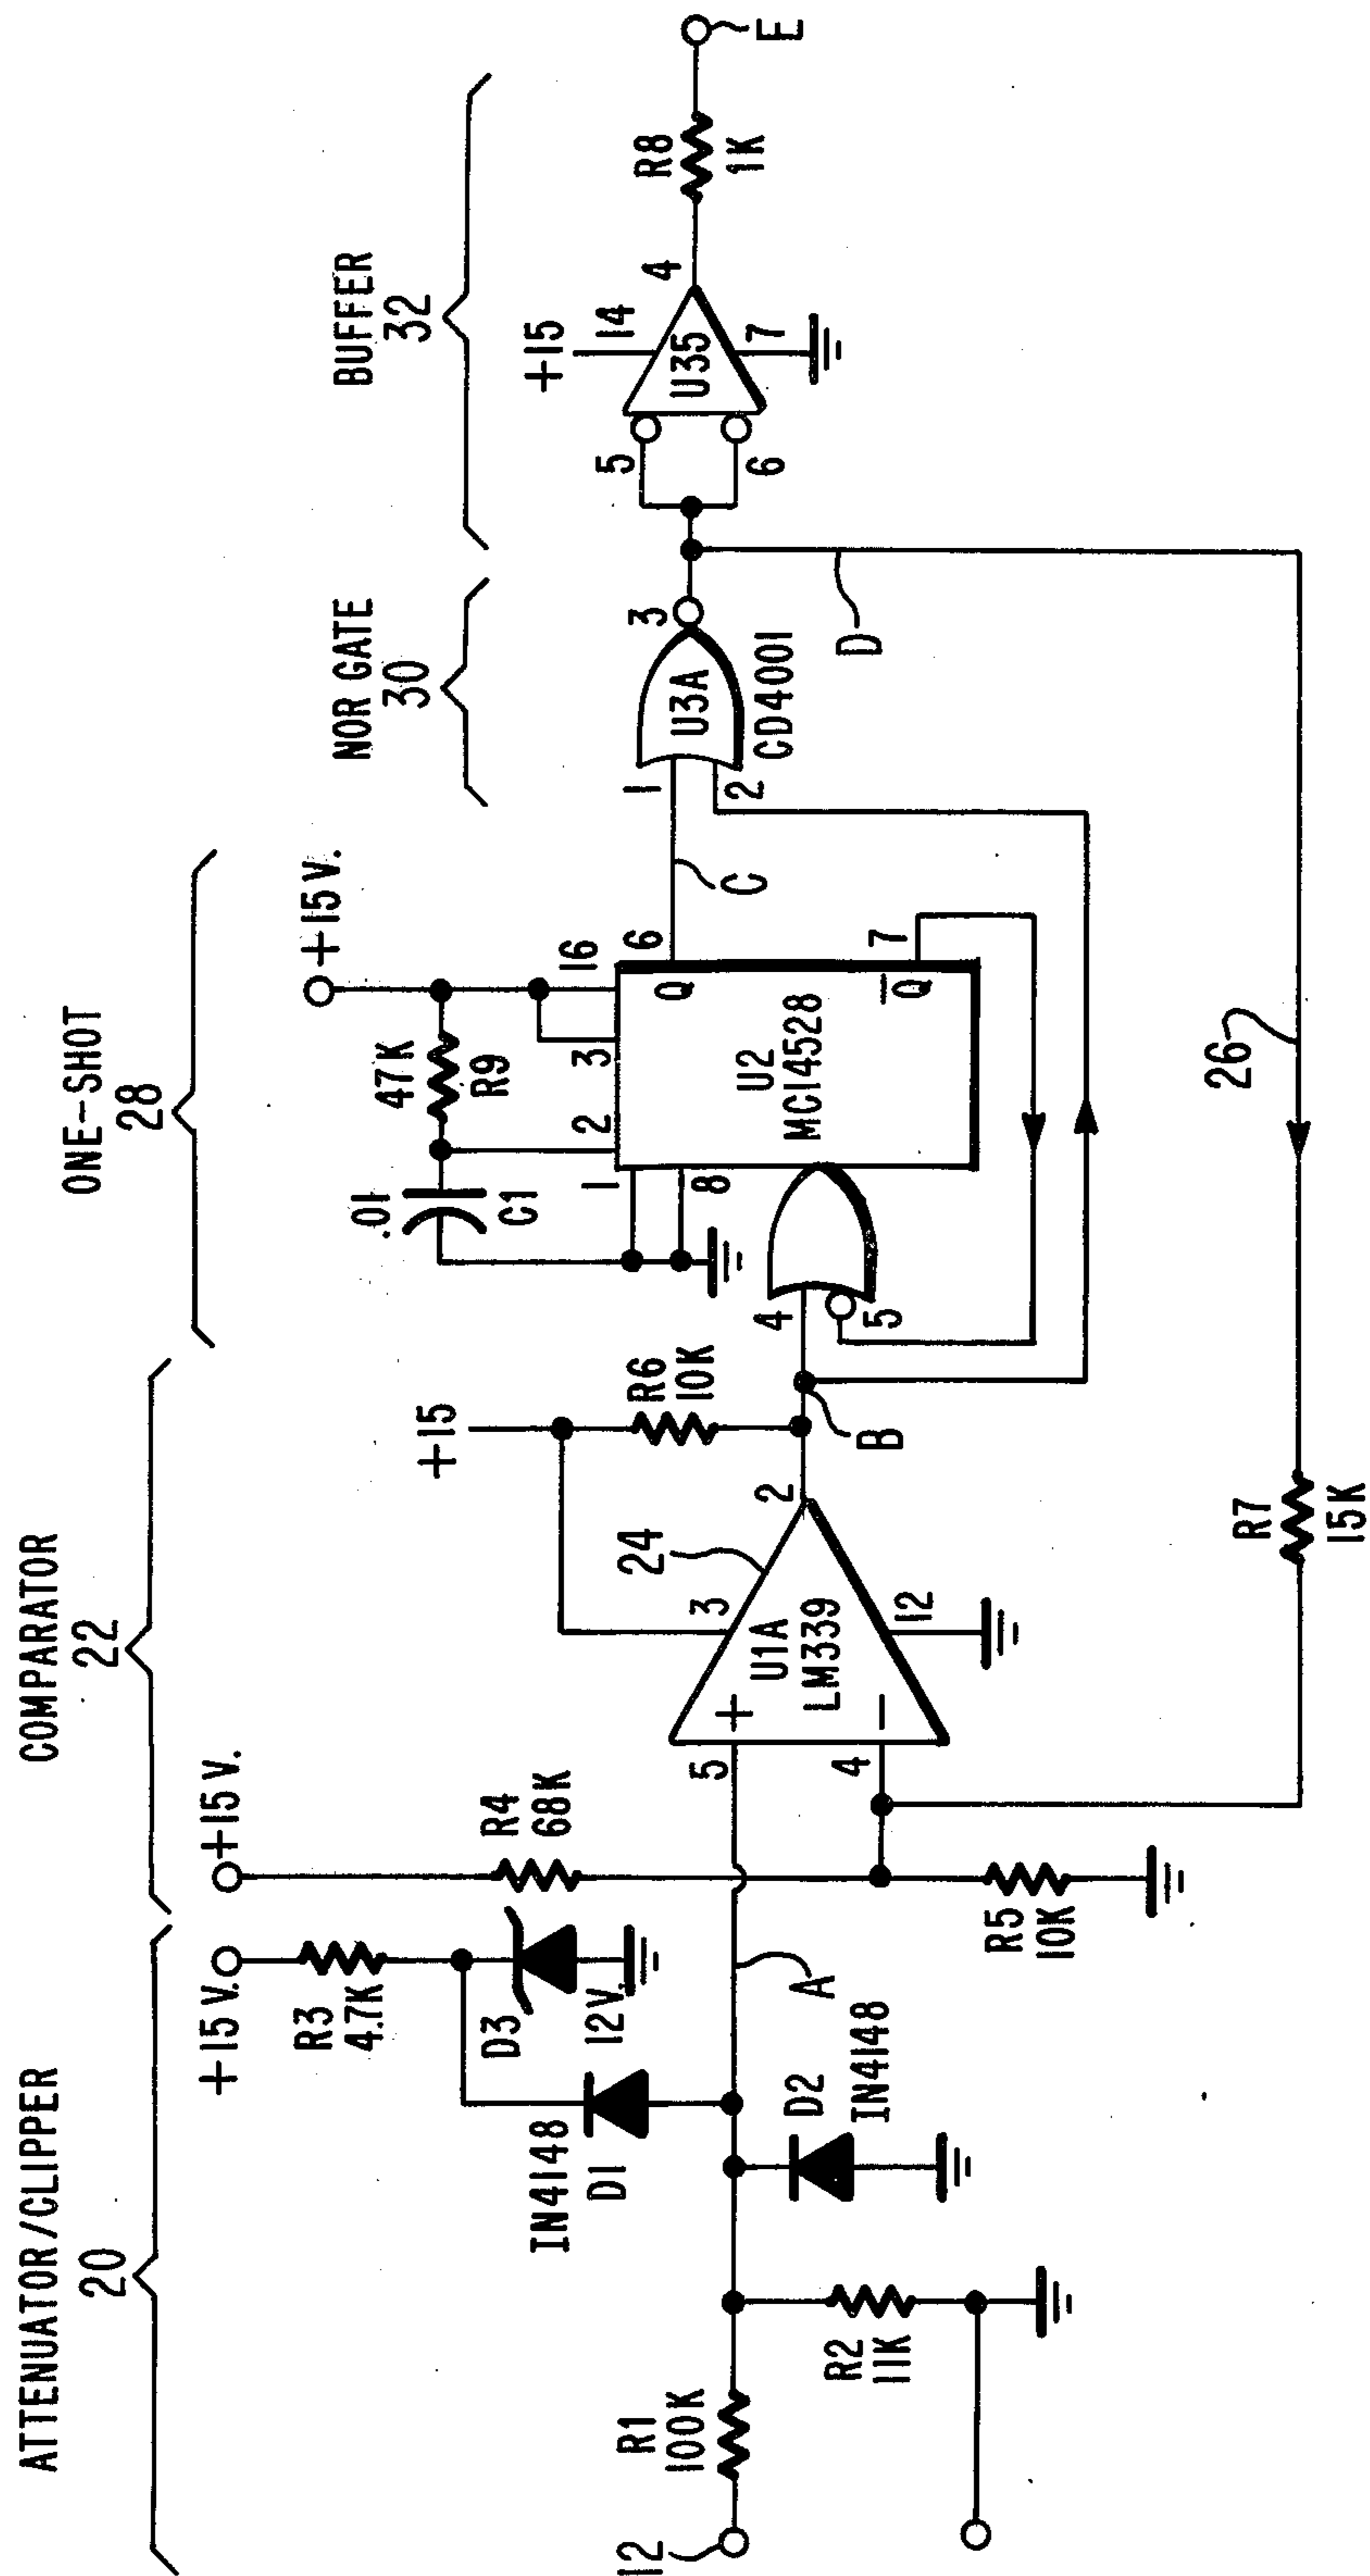 ATTENUATOR/CLIPPER
20
COMPARATOR
22
ONE-SHOT
28
NOR GATE
30
BUFFER
32
12
R1
100K
R2
11K
+15V.
R3
4.7K
D3
12V.
IN4148
D1
D2
IN4148
A
+15V.
R4
68K
R5
10K
5
+
4
−
U1A
LM339
3
12
2
24
+15
R6
10K
B
4
5
.01
C1
47K
R9
+15V.
1
8
2
3
16
U2
MC14528
Q
6
Q̅
7
C
1
2
U3A
3
CD4001
D
26
R7
15K
5
6
+15
14
U35
7
4
R8
1K
E